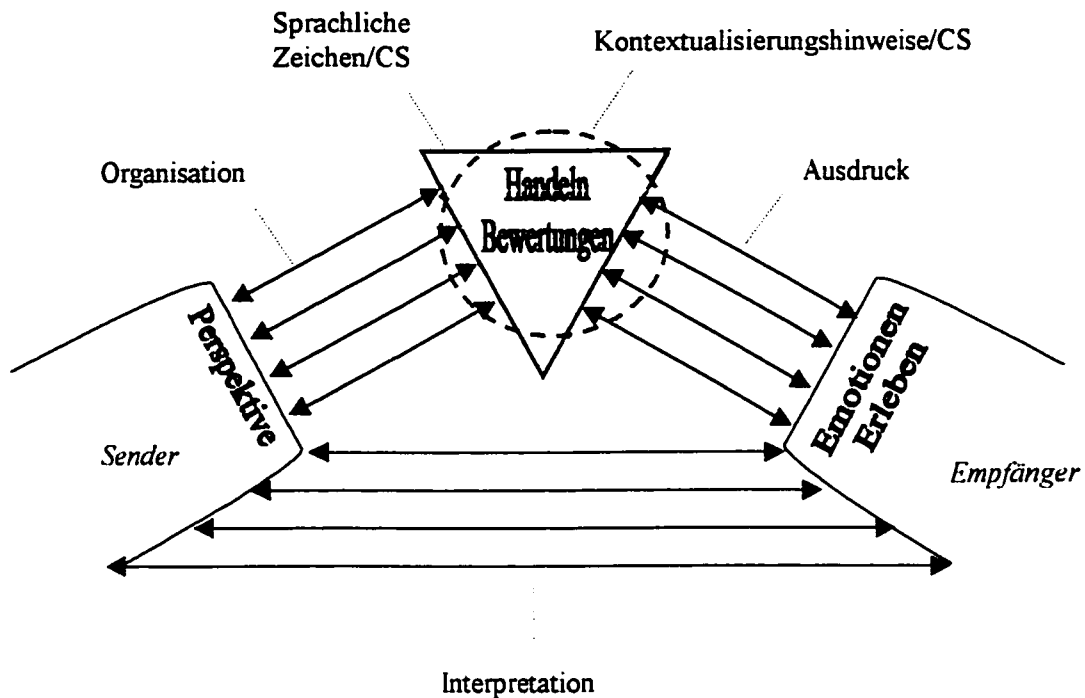 Sprachliche
Zeichen/CS
Kontextualisierungshinweise/CS
Organisation
Ausdruck
Handeln
Bewertungen
Perspektive
Emotionen
Erleben
Sender
Empfänger
Interpretation